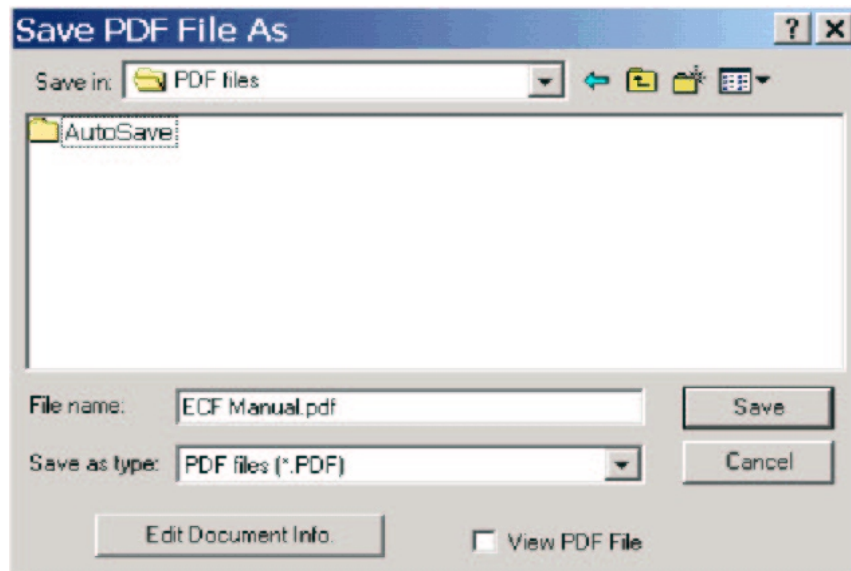 Save PDF File As ? X
Save in: PDF files
AutoSave
File name: ECF Manual.pdf Save
Save as type: PDF files (*.PDF) Cancel
Edit Document Info. View PDF File